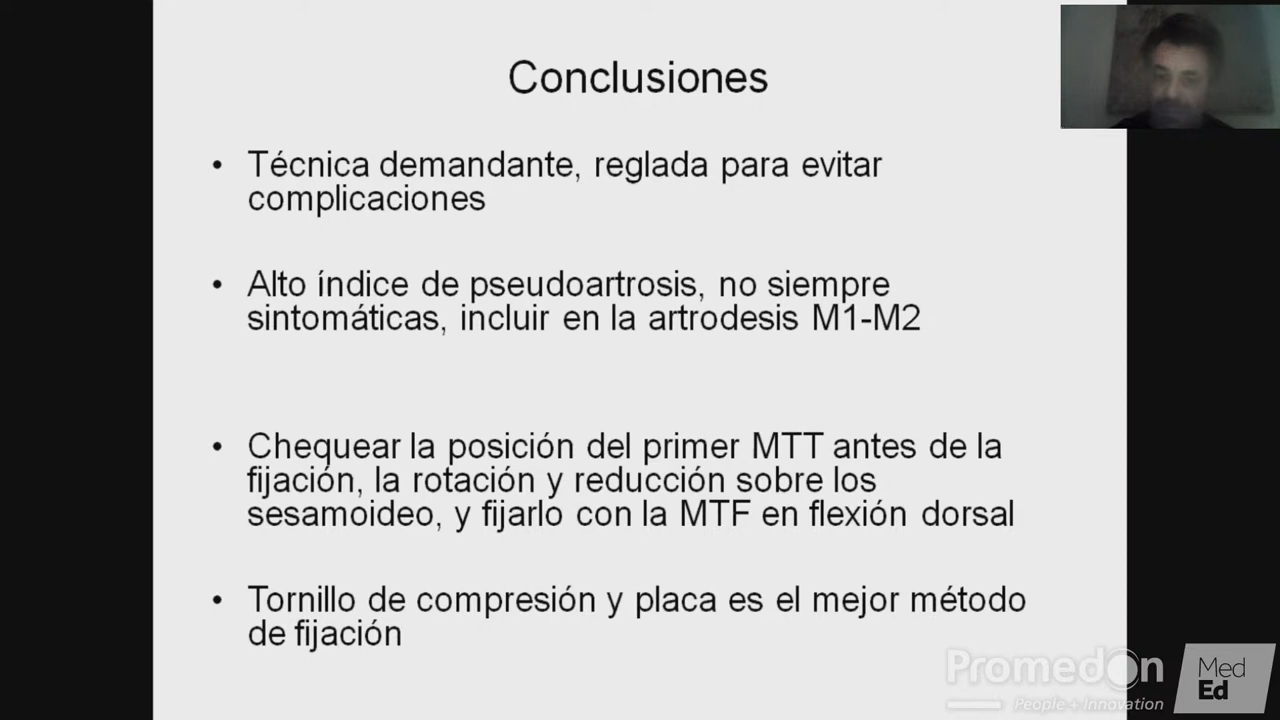 Conclusiones
• Técnica demandante, reglada para evitar
complicaciones
• Alto índice de pseudoartrosis, no siempre
sintomáticas, incluir en la artrodesis M1-M2
• Chequear la posición del primer MTT antes de la
fijación, la rotación y reducción sobre los
sesamoideo, y fijarlo con la MTF en flexión dorsal
• Tornillo de compresión y placa es el mejor método
de fijación
Promedon
People + Innovation
Med
Ed